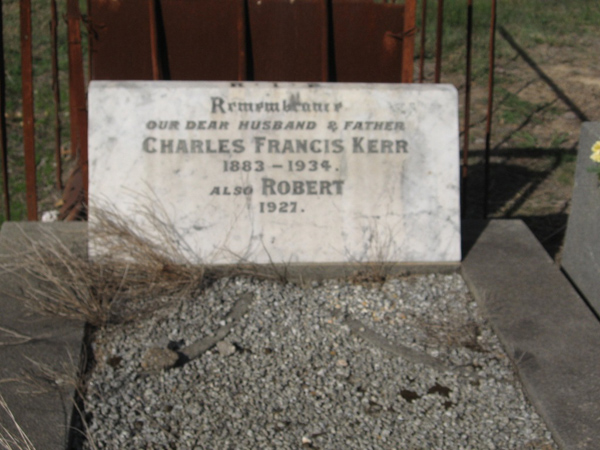 Remembrance
OUR DEAR HUSBAND & FATHER
CHARLES FRANCIS KERR
1883 - 1934.
ALSO ROBERT
1927.